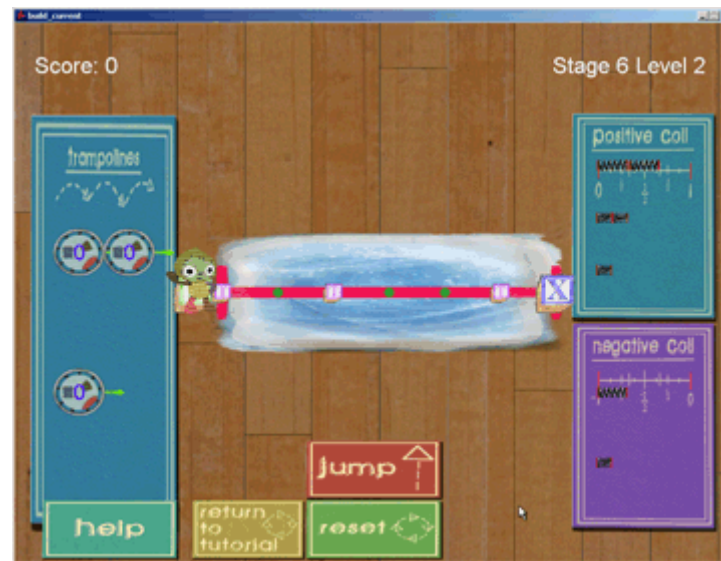 build_current
Score: 0
Stage 6 Level 2
trampolines
0
0
0
X
positive coil
0
1
negative coil
0
jump
help
return
to
tutorial
reset